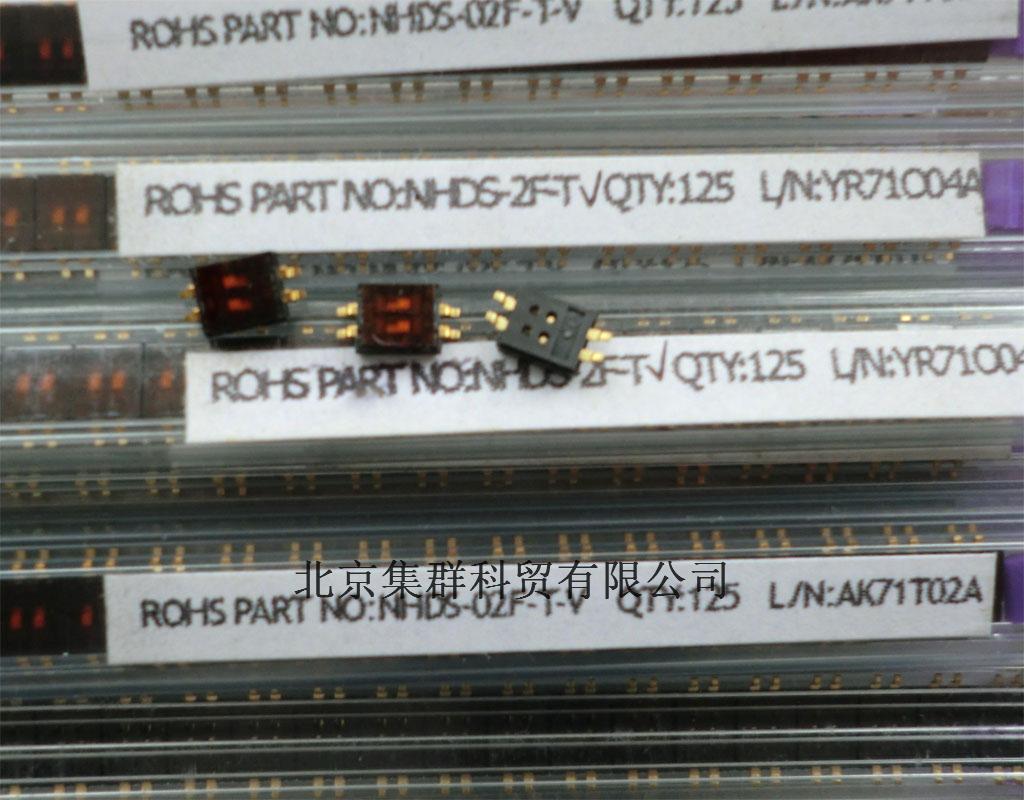 ROHS PART NO:NHDS-02F-T-V QTY:125
ROHS PART NO:NHDS-2F-T√QTY:125 L/N:YR71O04A
ROHS PART NO:NHDS-2F-T√QTY:125 L/N:YR71O04
北京集群科贸有限公司
ROHS PART NO:NHDS-02F-T-V QTY:125 L/N:AK71T02A